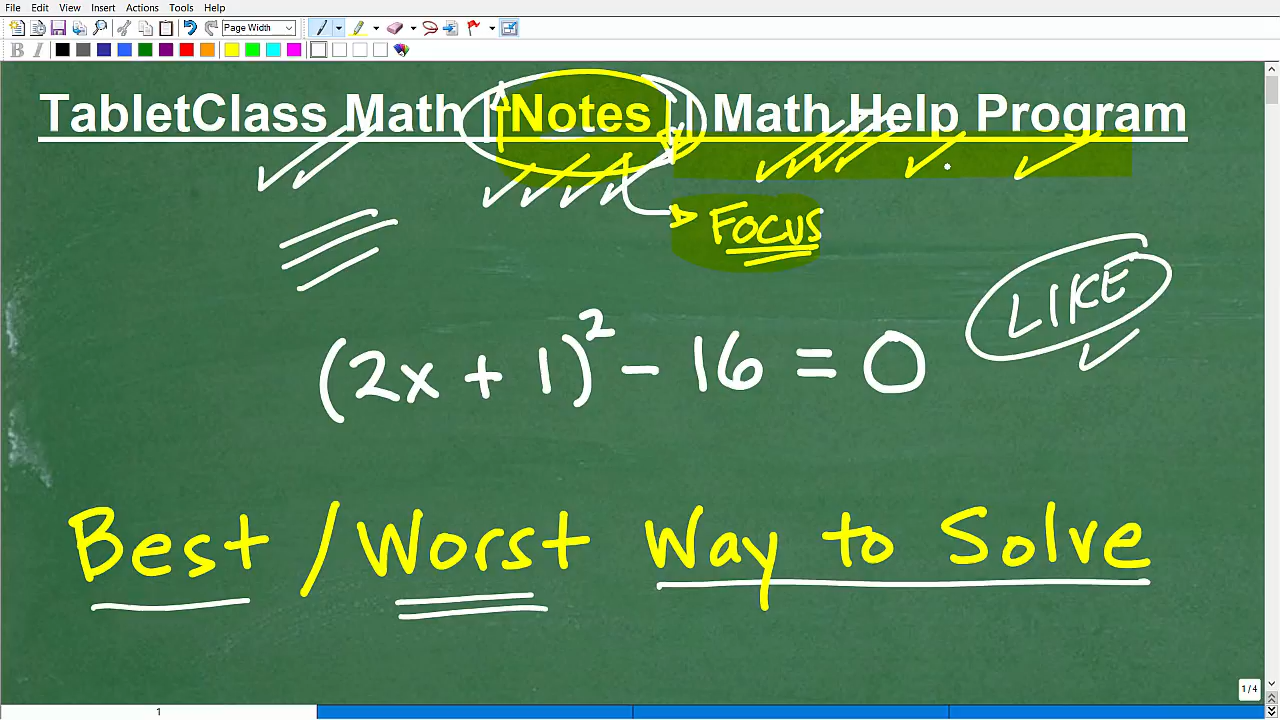 File Edit View Insert Actions Tools Help
Page Width
B I
TabletClass Math | Notes | Math Help Program
FOCUS
LIKE
(2x + 1)² - 16 = 0
Best / Worst Way to Solve
1/4
1